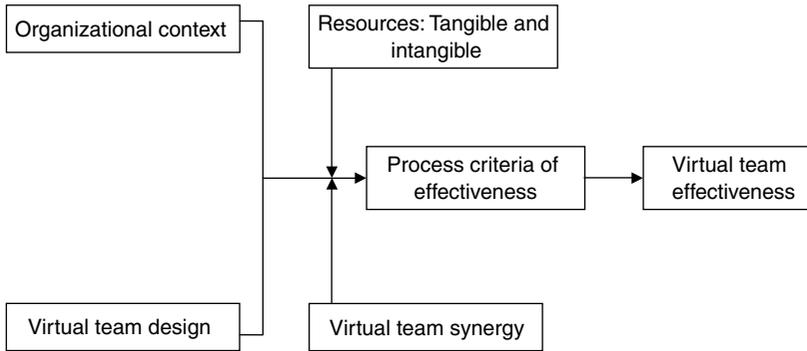 Organizational context
Resources: Tangible and
intangible
Process criteria of
effectiveness
Virtual team
effectiveness
Virtual team design
Virtual team synergy